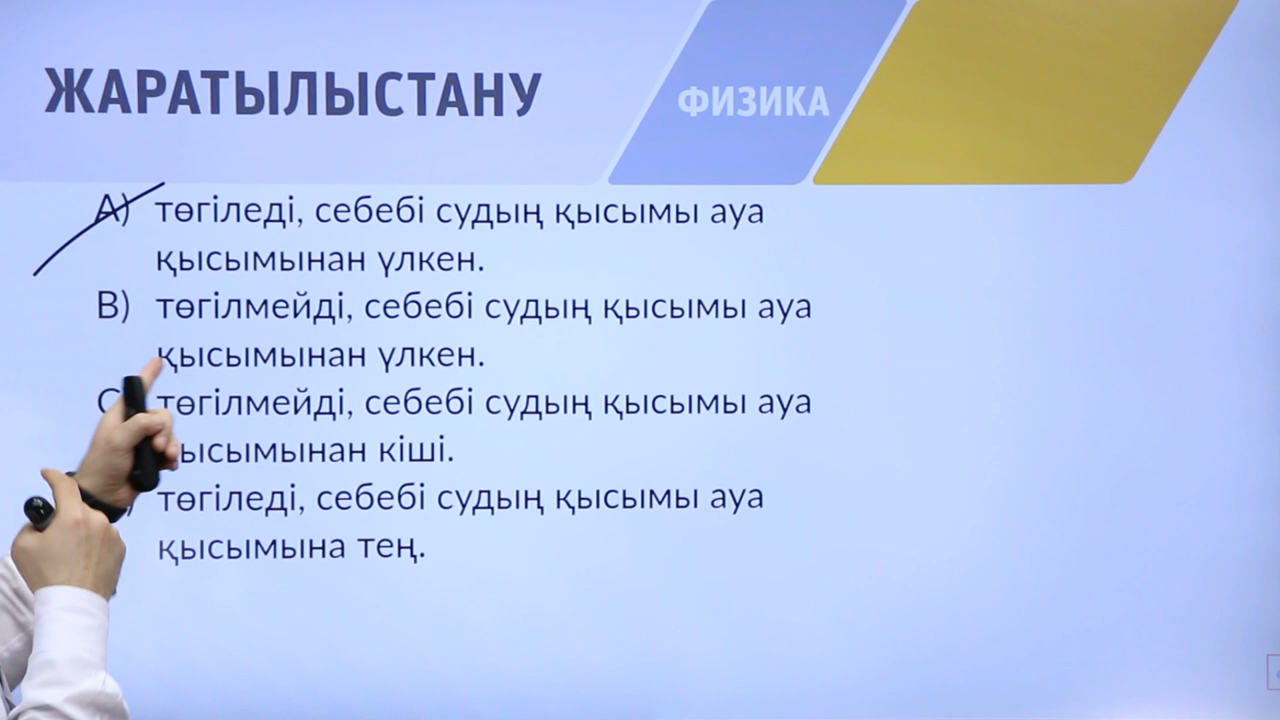 ЖАРАТЫЛЫСТАНУ
ФИЗИКА
A) төгіледі, себебі судың қысымы ауа
қысымынан үлкен.
B) төгілмейді, себебі судың қысымы ауа
қысымынан үлкен.
төгілмейді, себебі судың қысымы ауа
қысымынан кіші.
төгіледі, себебі судың қысымы ауа
қысымына тең.